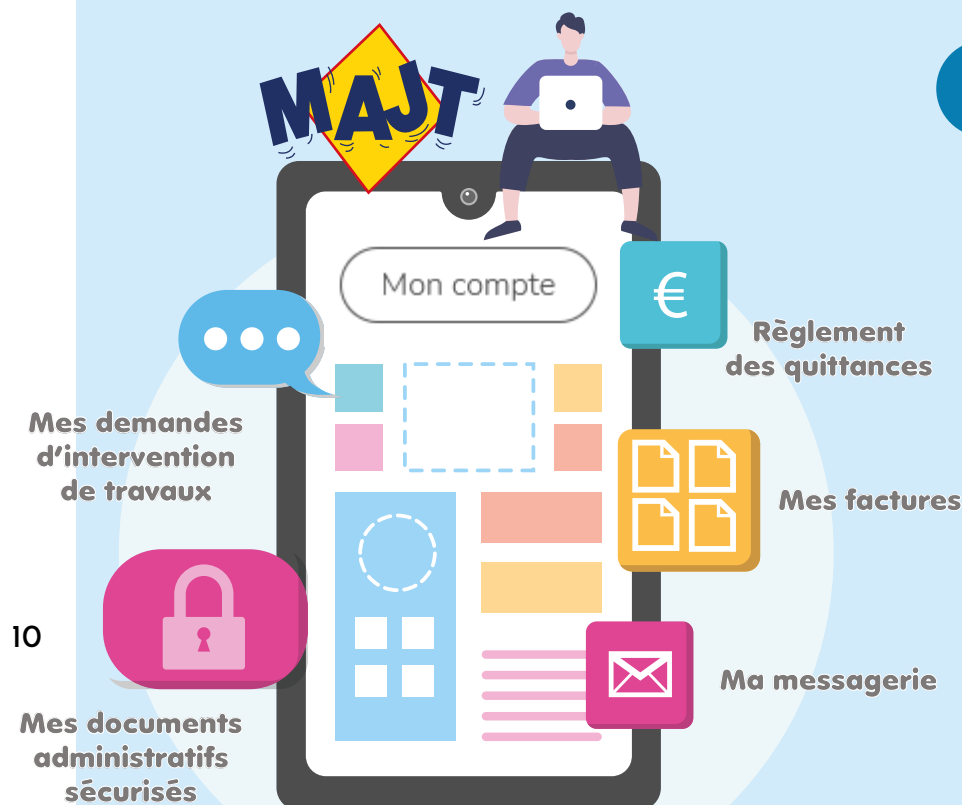 MAJT
Mon compte
€
Règlement
des quittances
Mes demandes
d'intervention
de travaux
Mes factures
10
Ma messagerie
Mes documents
administratifs
sécurisés